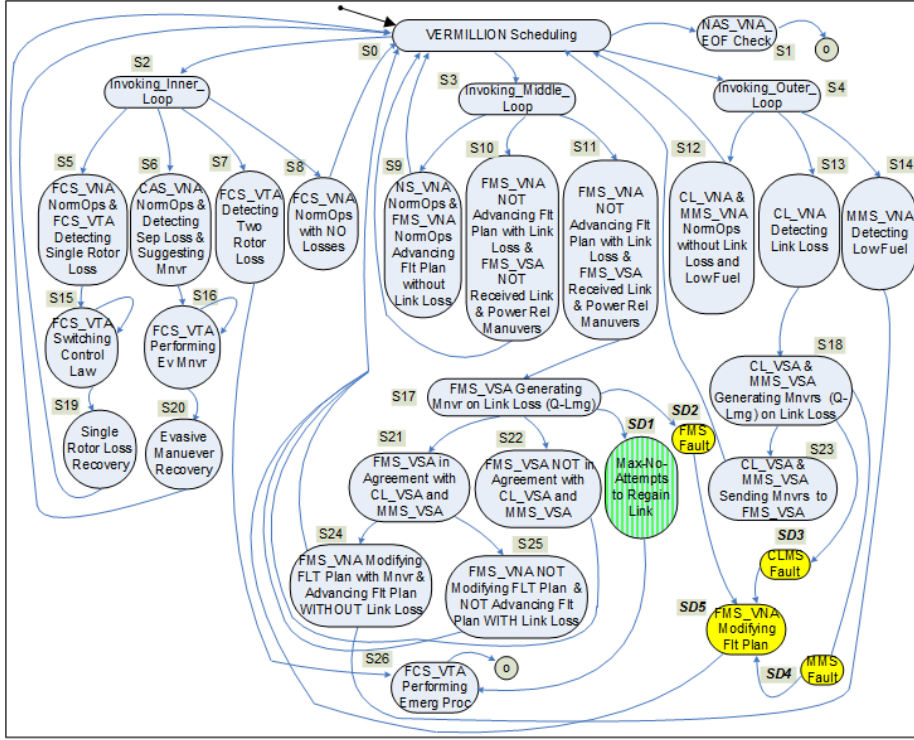 NAS_VNA_
EOF Check
S1
o
VERMILLION Scheduling
S0
S2
Invoking_Inner_
Loop
S3
Invoking_Middle_
Loop
Invoking_Outer_
Loop
S4
S5
FCS_VNA
NormOps &
FCS_VTA
Detecting
Single Rotor
Loss
S6
CAS_VNA
NormOps &
Detecting
Sep Loss &
Suggesting
Mnvr
S7
FCS_VTA
Detecting
Two
Rotor
Loss
S8
FCS_VNA
NormOps
with NO
Losses
S9
NS_VNA
NormOps &
FMS_VNA
NormOps
Advancing
Flt Plan
without
Link Loss
S10
FMS_VNA
NOT
Advancing Flt
Plan with Link
Loss &
FMS_VSA
NOT
Received Link
& Power Rel
Manuvers
S11
FMS_VNA
NOT
Advancing Flt
Plan with Link
Loss &
FMS_VSA
Received Link
& Power Rel
Manuvers
S12
CL_VNA &
MMS_VNA
NormOps
without Link
Loss and
LowFuel
S13
CL_VNA
Detecting
Link Loss
S14
MMS_VNA
Detecting
LowFuel
S15
FCS_VTA
Switching
Control
Law
S16
FCS_VTA
Performing
Ev Mnvr
S17
FMS_VSA Generating
Mnvr on Link Loss (Q-Lrng)
S18
CL_VSA &
MMS_VSA
Generating Mnvrs (Q-
Lrng) on Link Loss
S19
Single
Rotor Loss
Recovery
S20
Evasive
Manuever
Recovery
S21
FMS_VSA in
Agreement with
CL_VSA and
MMS_VSA
S22
FMS_VSA NOT in
Agreement with
CL_VSA and
MMS_VSA
SD1
Max-No-
Attempts
to Regain
Link
SD2
FMS
Fault
S23
CL_VSA &
MMS_VSA
Sending Mnvrs to
FMS_VSA
S24
FMS_VNA Modifying
FLT Plan with Mnvr &
Advancing Flt Plan
WITHOUT Link Loss
S25
FMS_VNA NOT
Modifying FLT Plan &
NOT Advancing Flt
Plan WITH Link Loss
SD3
CLMS
Fault
SD5
FMS_VNA
Modifying
Flt Plan
SD4
MMS
Fault
S26
FCS_VTA
Performing
Emerg Proc
o